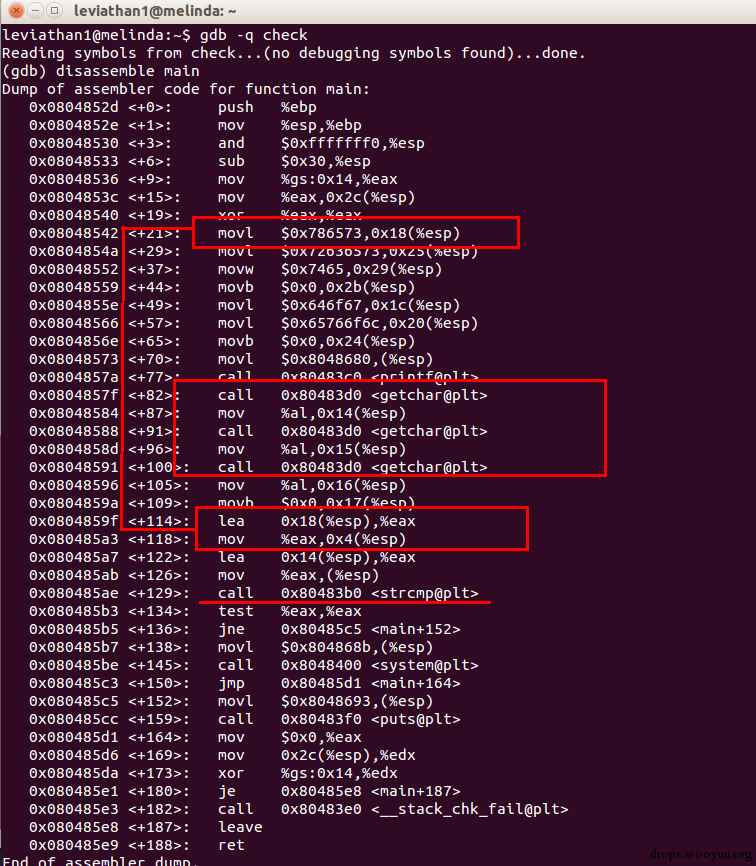 leviathan1@melinda: ~
leviathan1@melinda:~$ gdb -q check
Reading symbols from check...(no debugging symbols found)...done.
(gdb) disassemble main
Dump of assembler code for function main:
0x0804852d <+0>: push %ebp
0x0804852e <+1>: mov %esp,%ebp
0x08048530 <+3>: and $0xfffffff0,%esp
0x08048533 <+6>: sub $0x30,%esp
0x08048536 <+9>: mov %gs:0x14,%eax
0x0804853c <+15>: mov %eax,0x2c(%esp)
0x08048540 <+19>: xor %eax,%eax
0x08048542 <+21>: movl $0x786573,0x18(%esp)
0x0804854a <+29>: movl $0x72636573,0x25(%esp)
0x08048552 <+37>: movw $0x7465,0x29(%esp)
0x08048559 <+44>: movb $0x0,0x2b(%esp)
0x0804855e <+49>: movl $0x646f67,0x1c(%esp)
0x08048566 <+57>: movl $0x65766f6c,0x20(%esp)
0x0804856e <+65>: movb $0x0,0x24(%esp)
0x08048573 <+70>: movl $0x8048680,(%esp)
0x0804857a <+77>: call 0x80483c0 <printf@plt>
0x0804857f <+82>: call 0x80483d0 <getchar@plt>
0x08048584 <+87>: mov %al,0x14(%esp)
0x08048588 <+91>: call 0x80483d0 <getchar@plt>
0x0804858d <+96>: mov %al,0x15(%esp)
0x08048591 <+100>: call 0x80483d0 <getchar@plt>
0x08048596 <+105>: mov %al,0x16(%esp)
0x0804859a <+109>: movb $0x0,0x17(%esp)
0x0804859f <+114>: lea 0x18(%esp),%eax
0x080485a3 <+118>: mov %eax,0x4(%esp)
0x080485a7 <+122>: lea 0x14(%esp),%eax
0x080485ab <+126>: mov %eax,(%esp)
0x080485ae <+129>: call 0x80483b0 <strcmp@plt>
0x080485b3 <+134>: test %eax,%eax
0x080485b5 <+136>: jne 0x80485c5 <main+152>
0x080485b7 <+138>: movl $0x804868b,(%esp)
0x080485be <+145>: call 0x8048400 <system@plt>
0x080485c3 <+150>: jmp 0x80485d1 <main+164>
0x080485c5 <+152>: movl $0x8048693,(%esp)
0x080485cc <+159>: call 0x80483f0 <puts@plt>
0x080485d1 <+164>: mov $0x0,%eax
0x080485d6 <+169>: mov 0x2c(%esp),%edx
0x080485da <+173>: xor %gs:0x14,%edx
0x080485e1 <+180>: je 0x80485e8 <main+187>
0x080485e3 <+182>: call 0x80483e0 <__stack_chk_fail@plt>
0x080485e8 <+187>: leave
0x080485e9 <+188>: ret
End of assembler dump.
drops.wooyun.org